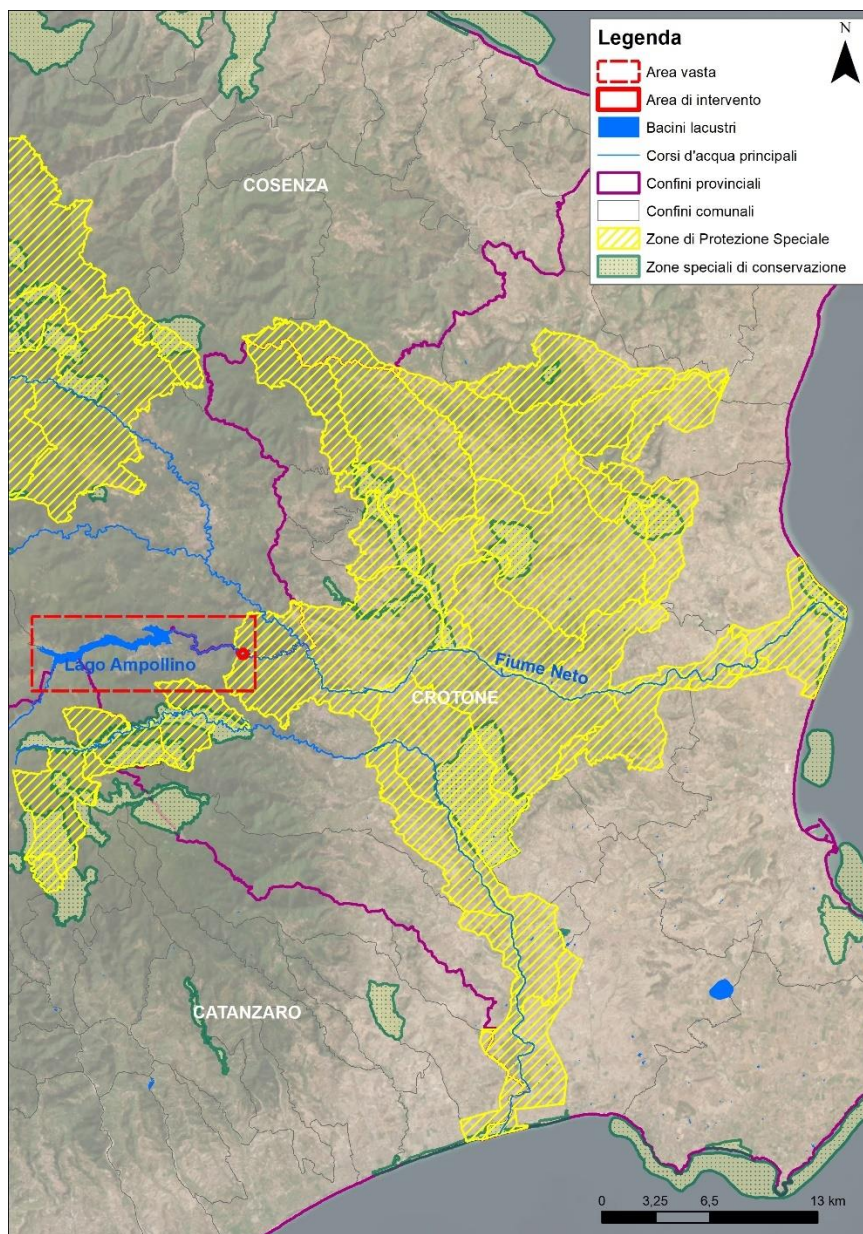 Legenda
N
Area vasta
Area di intervento
Bacini lacustri
Corsi d'acqua principali
Confini provinciali
Confini comunali
Zone di Protezione Speciale
Zone speciali di conservazione
COSENZA
Lago Ampollino
Fiume Neto
CROTONE
CATANZARO
0 3,25 6,5 13 km